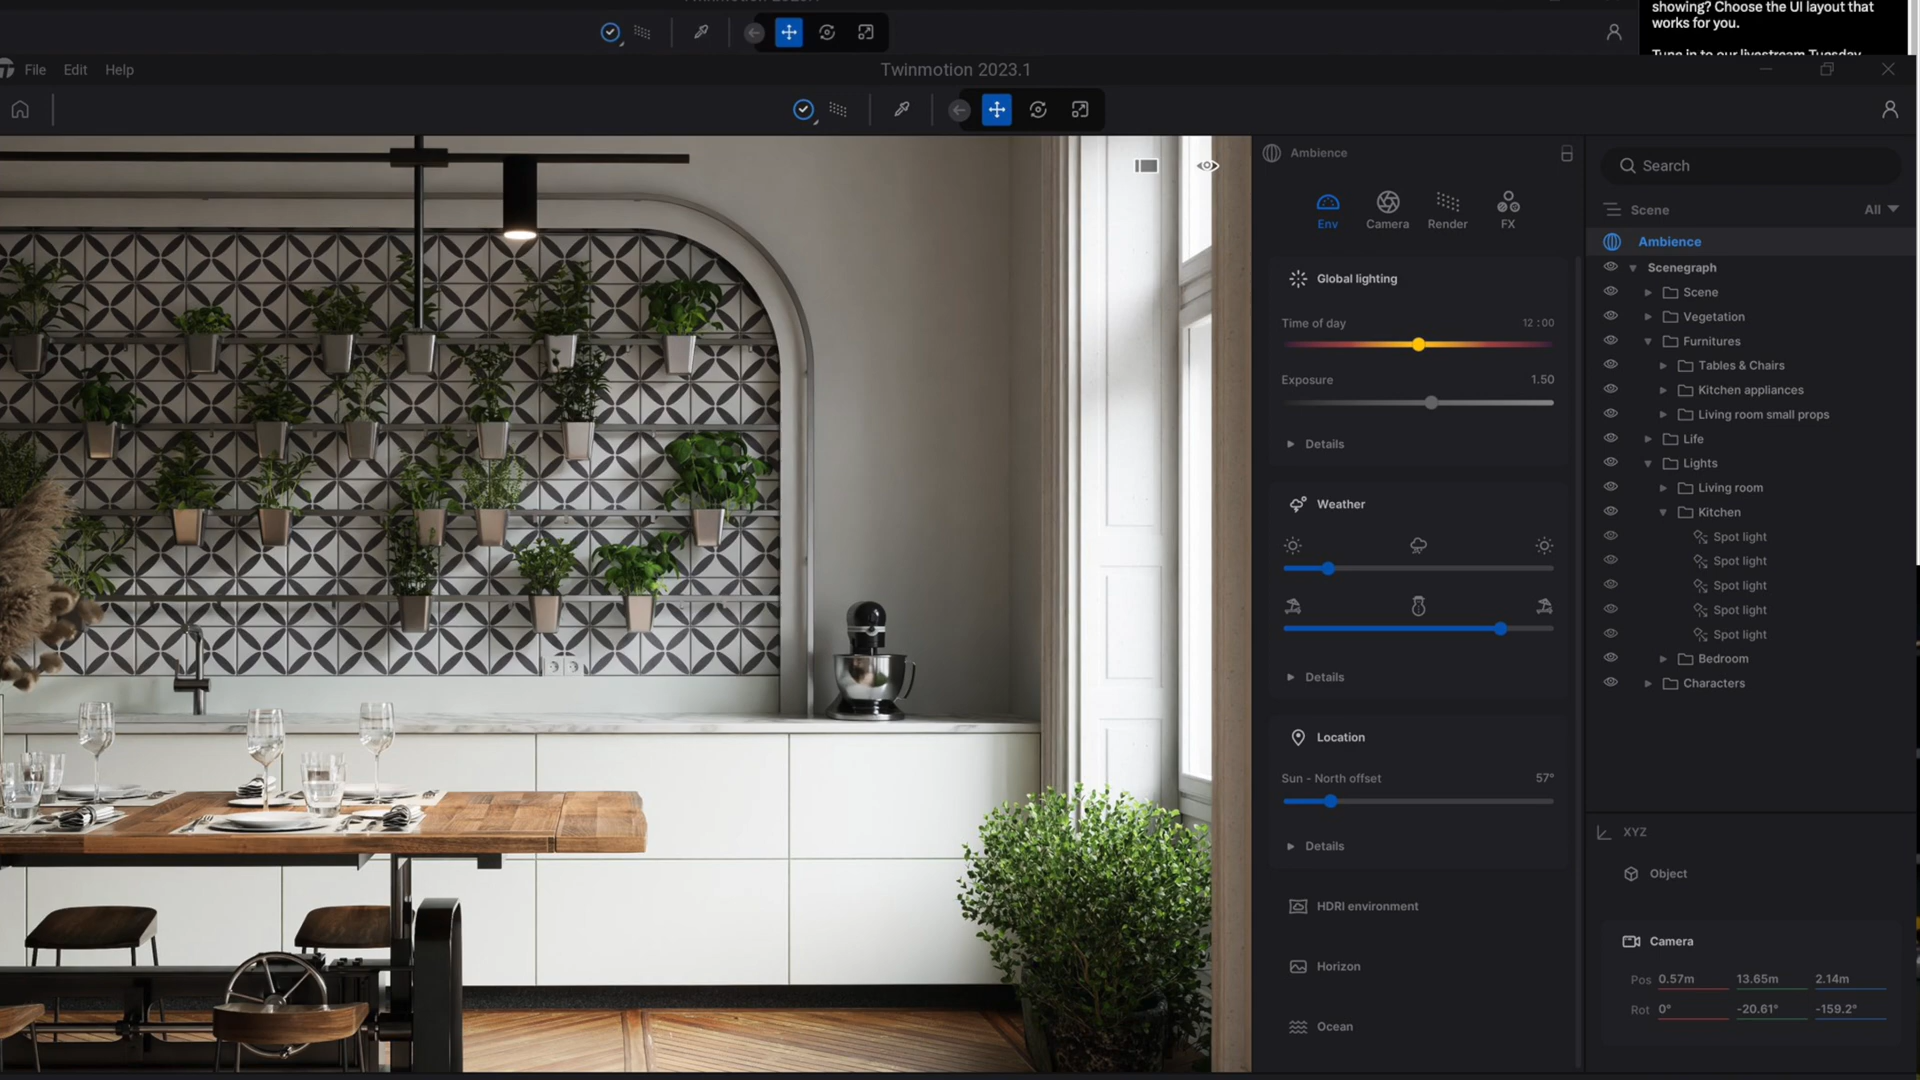 showing? Choose the UI layout that
works for you.
File Edit Help
Twinmotion 2023.1
Ambience
Env Camera Render FX
Global lighting
Time of day 12:00
Exposure 1.50
Details
Weather
Details
Location
Sun - North offset 57°
Details
HDRI environment
Horizon
Ocean
Search
Scene All
Ambience
Scenegraph
Scene
Vegetation
Furnitures
Tables & Chairs
Kitchen appliances
Living room small props
Life
Lights
Living room
Kitchen
Spot light
Spot light
Spot light
Spot light
Spot light
Bedroom
Characters
XYZ
Object
Camera
Pos 0.57m 13.65m 2.14m
Rot 0° -20.61° -159.2°